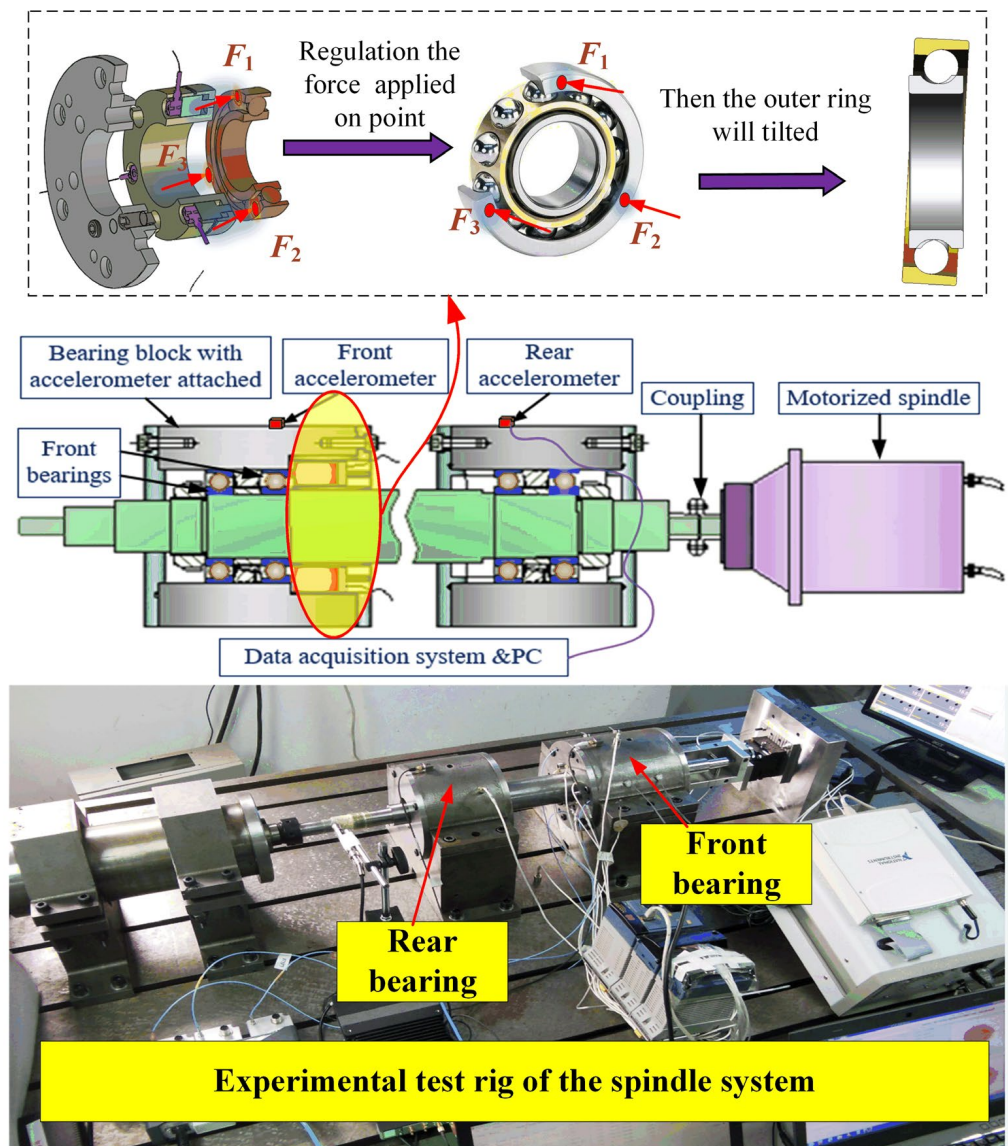 F1
F3
F2
Regulation the
force applied
on point
F1
F3
F2
Then the outer ring
will tilted
Bearing block with
accelerometer attached
Front
accelerometer
Rear
accelerometer
Coupling
Motorized spindle
Front
bearings
Data acquisition system &PC
Front
bearing
Rear
bearing
Experimental test rig of the spindle system